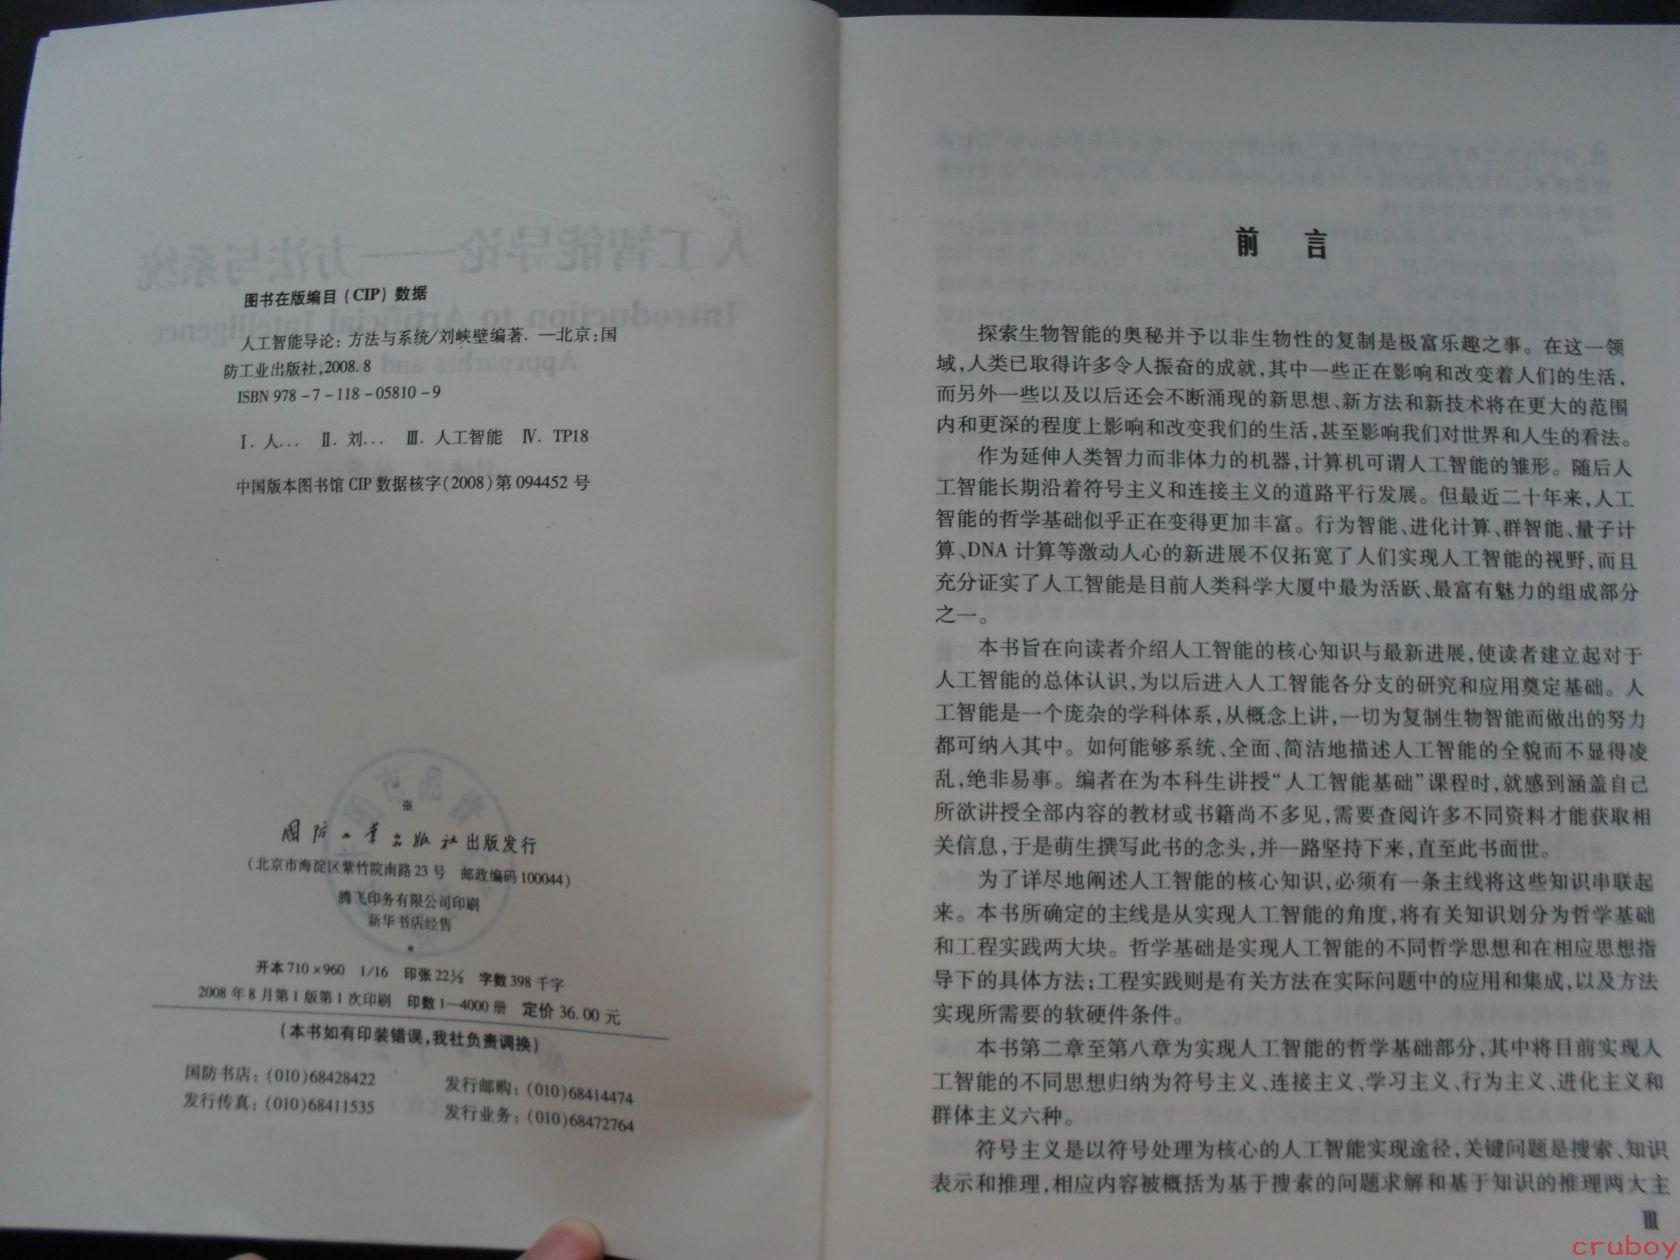 图书在版编目(CIP)数据
人工智能导论:方法与系统/刘峡壁编著. —北京:国
防工业出版社,2008.8
ISBN 978-7-118-05810-9
Ⅰ.人… Ⅱ.刘… Ⅲ.人工智能 Ⅳ.TP18
中国版本图书馆CIP数据核字(2008)第094452号
※
国防工业出版社出版发行
(北京市海淀区紫竹院南路23号 邮政编码100044)
腾飞印务有限公司印刷
新华书店经售
*
开本710×960 1/16 印张22½ 字数398千字
2008年8月第1版第1次印刷 印数1—4000册 定价36.00元
(本书如有印装错误,我社负责调换)
国防书店:(010)68428422 发行邮购:(010)68414474
发行传真:(010)68411535 发行业务:(010)68472764
前言
探索生物智能的奥秘并予以非生物性的复制是极富乐趣之事。在这一领
域,人类已取得许多令人振奋的成就,其中一些正在影响和改变着人们的生活,
而另外一些以及以后还会不断涌现的新思想、新方法和新技术将在更大的范围
内和更深的程度上影响和改变我们的生活,甚至影响我们对世界和人生的看法。
作为延伸人类智力而非体力的机器,计算机可谓人工智能的雏形。随后人
工智能长期沿着符号主义和连接主义的道路平行发展。但最近二十年来,人工
智能的哲学基础似乎正在变得更加丰富。行为智能、进化计算、群智能、量子计
算、DNA计算等激动人心的新进展不仅拓宽了人们实现人工智能的视野,而且
充分证实了人工智能是目前人类科学大厦中最为活跃、最富有魅力的组成部分
之一。
本书旨在向读者介绍人工智能的核心知识与最新进展,使读者建立起对于
人工智能的总体认识,为以后进入人工智能各分支的研究和应用奠定基础。人
工智能是一个庞杂的学科体系,从概念上讲,一切为复制生物智能而做出的努力
都可纳入其中。如何能够系统、全面、简洁地描述人工智能的全貌而不显得凌
乱,绝非易事。编者在为本科生讲授“人工智能基础”课程时,就感到涵盖自己
所欲讲授全部内容的教材或书籍尚不多见,需要查阅许多不同资料才能获取相
关信息,于是萌生撰写此书的念头,并一路坚持下来,直至此书面世。
为了详尽地阐述人工智能的核心知识,必须有一条主线将这些知识串联起
来。本书所确定的主线是从实现人工智能的角度,将有关知识划分为哲学基础
和工程实践两大块。哲学基础是实现人工智能的不同哲学思想和在相应思想指
导下的具体方法;工程实践则是有关方法在实际问题中的应用和集成,以及方法
实现所需要的软硬件条件。
本书第二章至第八章为实现人工智能的哲学基础部分,其中将目前实现人
工智能的不同思想归纳为符号主义、连接主义、学习主义、行为主义、进化主义和
群体主义六种。
符号主义是以符号处理为核心的人工智能实现途径,关键问题是搜索、知识
表示和推理,相应内容被概括为基于搜索的问题求解和基于知识的推理两大主
Ⅲ
cruboy